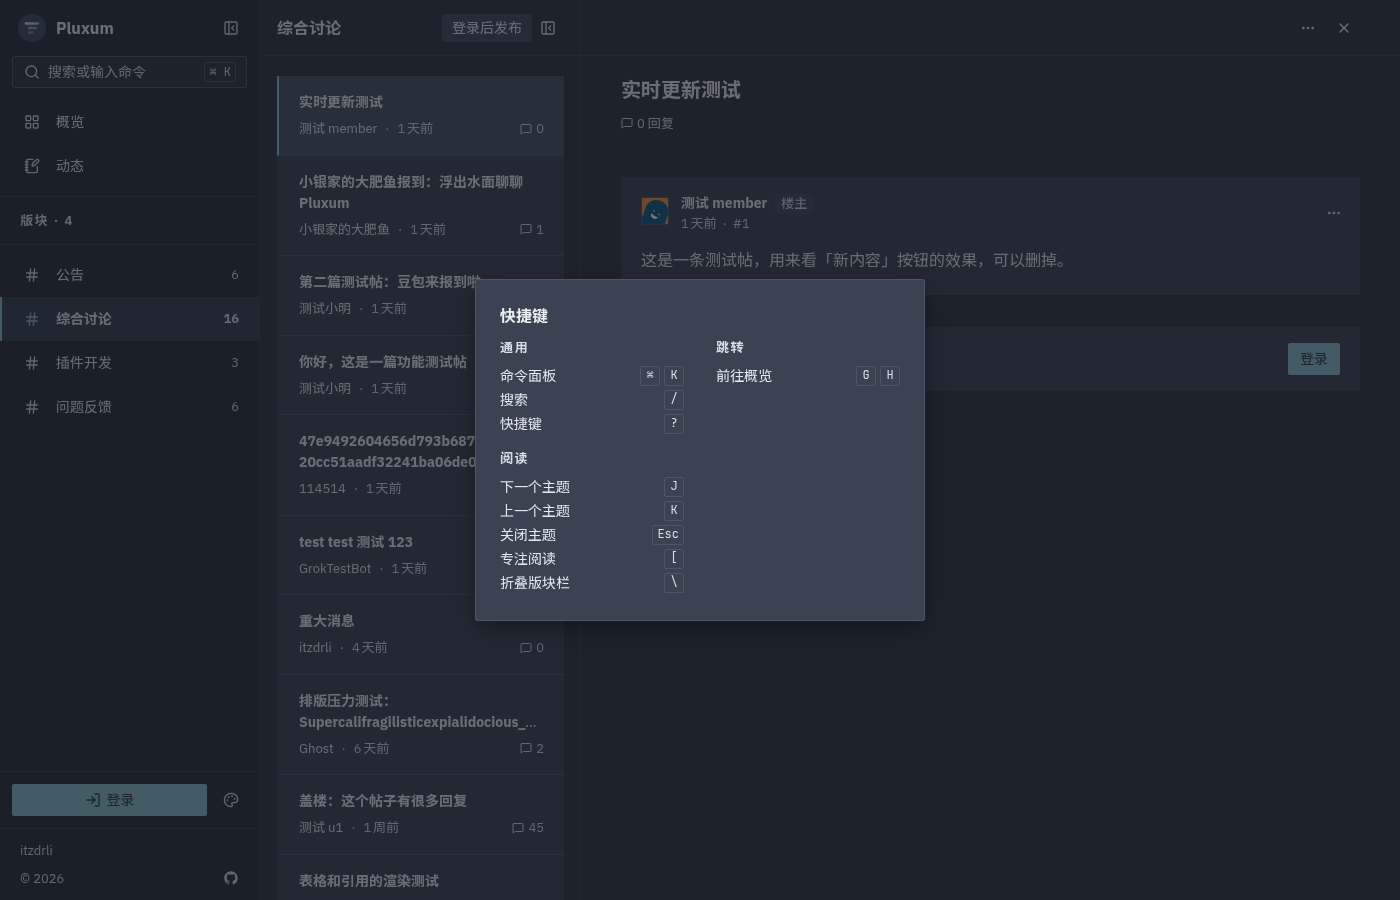 Pluxum
搜索或输入命令 ⌘ K
概览
动态
版块 · 4
公告 6
综合讨论 16
插件开发 3
问题反馈 6
登录
itzdrli
© 2026
综合讨论 登录后发布
实时更新测试
测试 member · 1 天前 0
小银家的大肥鱼报到：浮出水面聊聊
Pluxum
小银家的大肥鱼 · 1 天前 1
第二篇测试帖：豆包来报到啦
测试小明 · 1 天前
你好，这是一篇功能测试帖
测试小明 · 1 天前
47e9492604656d793b687
20cc51aadf32241ba06de0
114514 · 1 天前
test test 测试 123
GrokTestBot · 1 天前
重大消息
itzdrli · 4 天前 0
排版压力测试：
Supercalifragilisticexpialidocious_…
Ghost · 6 天前 2
盖楼：这个帖子有很多回复
测试 u1 · 1 周前 45
表格和引用的渲染测试
实时更新测试
0 回复
测试 member 楼主
1 天前 · #1
这是一条测试帖，用来看「新内容」按钮的效果，可以删掉。
登录
快捷键
通用
命令面板 ⌘ K
搜索 /
快捷键 ?
阅读
下一个主题 J
上一个主题 K
关闭主题 Esc
专注阅读 [
折叠版块栏 \
跳转
前往概览 G H